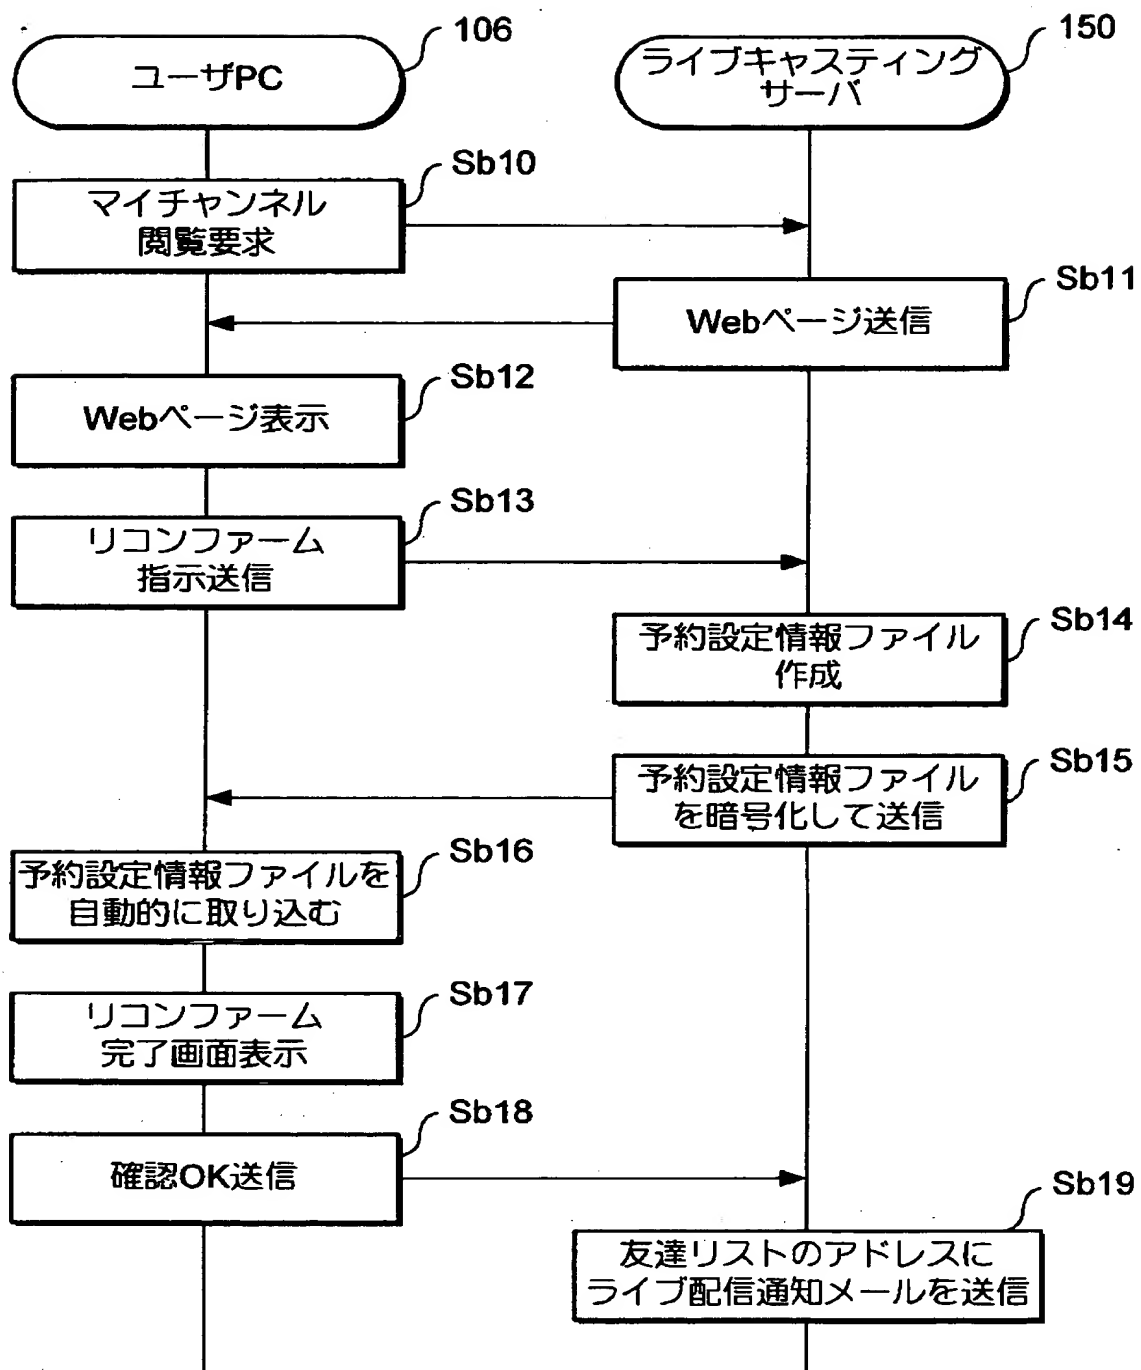 106
ユーザPC
150
ライブキャスティング
サーバ
Sb10
マイチャンネル
閲覧要求
Sb11
Webページ送信
Sb12
Webページ表示
Sb13
リコンファーム
指示送信
Sb14
予約設定情報ファイル
作成
Sb15
予約設定情報ファイル
を暗号化して送信
Sb16
予約設定情報ファイルを
自動的に取り込む
Sb17
リコンファーム
完了画面表示
Sb18
確認OK送信
Sb19
友達リストのアドレスに
ライブ配信通知メールを送信